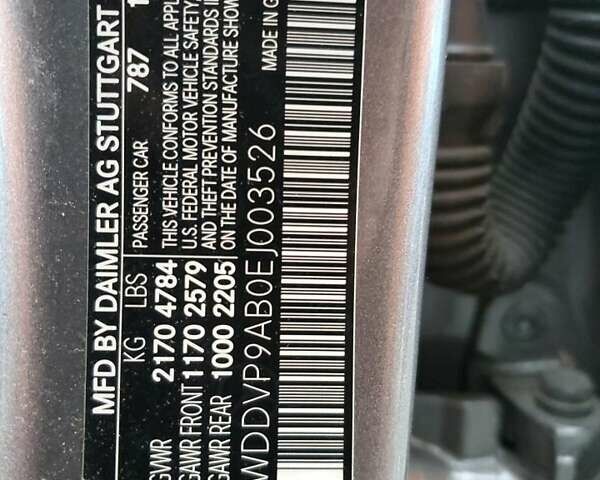 MFD BY DAIMLER AG STUTTGART
KG LBS PASSENGER CAR 787
GVWR 2170 4784 THIS VEHICLE CONFORMS TO ALL
GAWR FRONT 1170 2579 U.S. FEDERAL MOTOR VEHICLE SAFETY,
GAWR REAR 1000 2205 AND THEFT PREVENTION STANDARDS
ON THE DATE OF MANUFACTURE SHOWN
WDDVP9AB0EJ003526 MADE IN